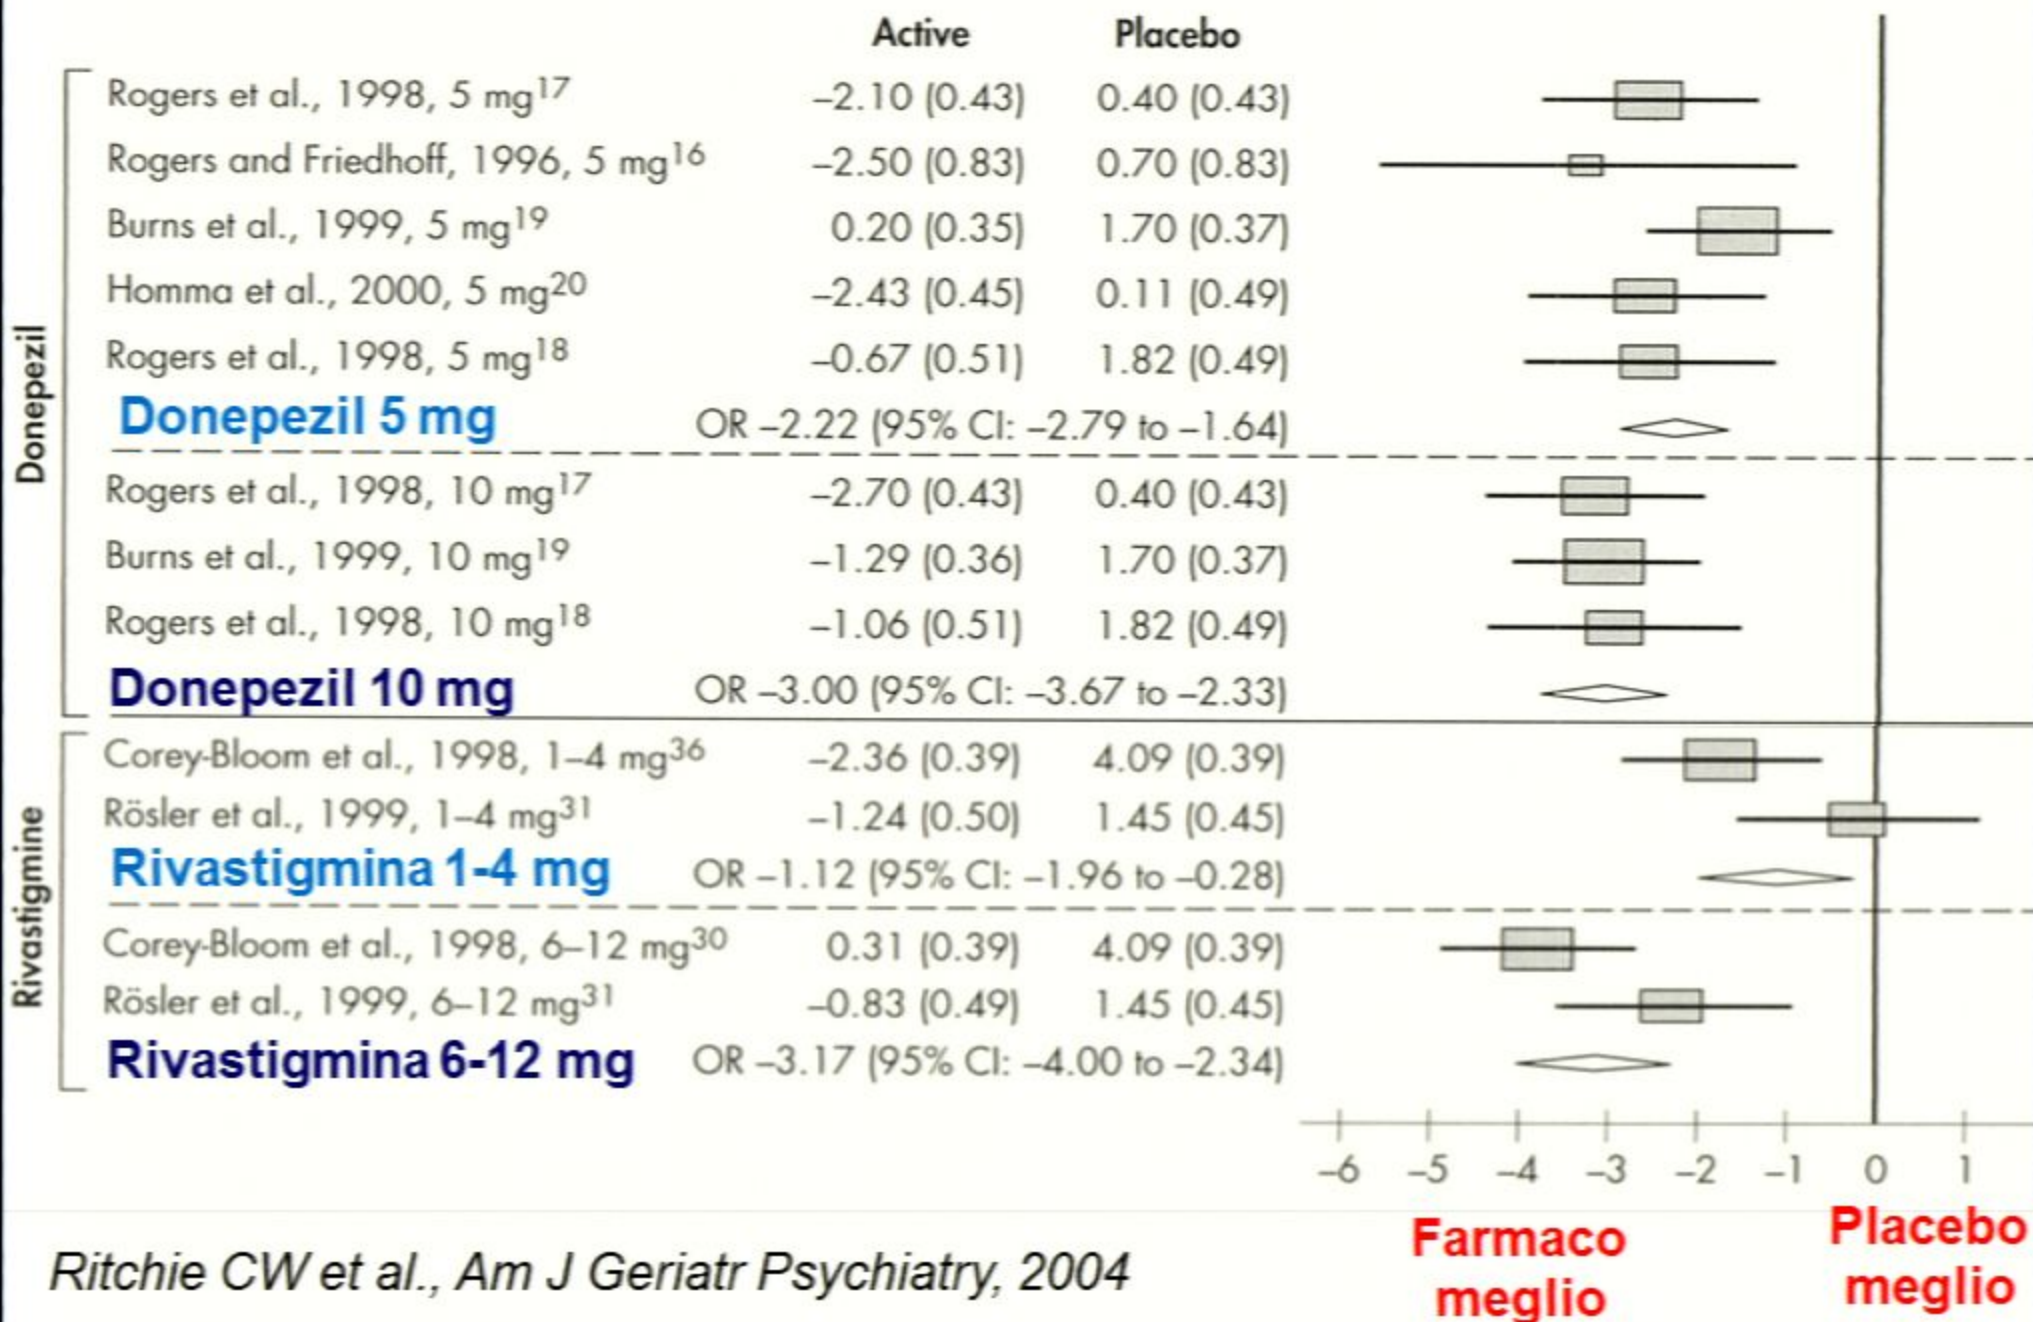 Active Placebo
Donepezil
Rogers et al., 1998, 5 mg17 –2.10 (0.43) 0.40 (0.43)
Rogers and Friedhoff, 1996, 5 mg16 –2.50 (0.83) 0.70 (0.83)
Burns et al., 1999, 5 mg19 0.20 (0.35) 1.70 (0.37)
Homma et al., 2000, 5 mg20 –2.43 (0.45) 0.11 (0.49)
Rogers et al., 1998, 5 mg18 –0.67 (0.51) 1.82 (0.49)
Donepezil 5 mg OR –2.22 (95% CI: –2.79 to –1.64)
Rogers et al., 1998, 10 mg17 –2.70 (0.43) 0.40 (0.43)
Burns et al., 1999, 10 mg19 –1.29 (0.36) 1.70 (0.37)
Rogers et al., 1998, 10 mg18 –1.06 (0.51) 1.82 (0.49)
Donepezil 10 mg OR –3.00 (95% CI: –3.67 to –2.33)
Rivastigmine
Corey-Bloom et al., 1998, 1–4 mg36 –2.36 (0.39) 4.09 (0.39)
Rösler et al., 1999, 1–4 mg31 –1.24 (0.50) 1.45 (0.45)
Rivastigmina 1-4 mg OR –1.12 (95% CI: –1.96 to –0.28)
Corey-Bloom et al., 1998, 6–12 mg30 0.31 (0.39) 4.09 (0.39)
Rösler et al., 1999, 6–12 mg31 –0.83 (0.49) 1.45 (0.45)
Rivastigmina 6-12 mg OR –3.17 (95% CI: –4.00 to –2.34)
–6 –5 –4 –3 –2 –1 0 1
Farmaco
meglio
Placebo
meglio
Ritchie CW et al., Am J Geriatr Psychiatry, 2004